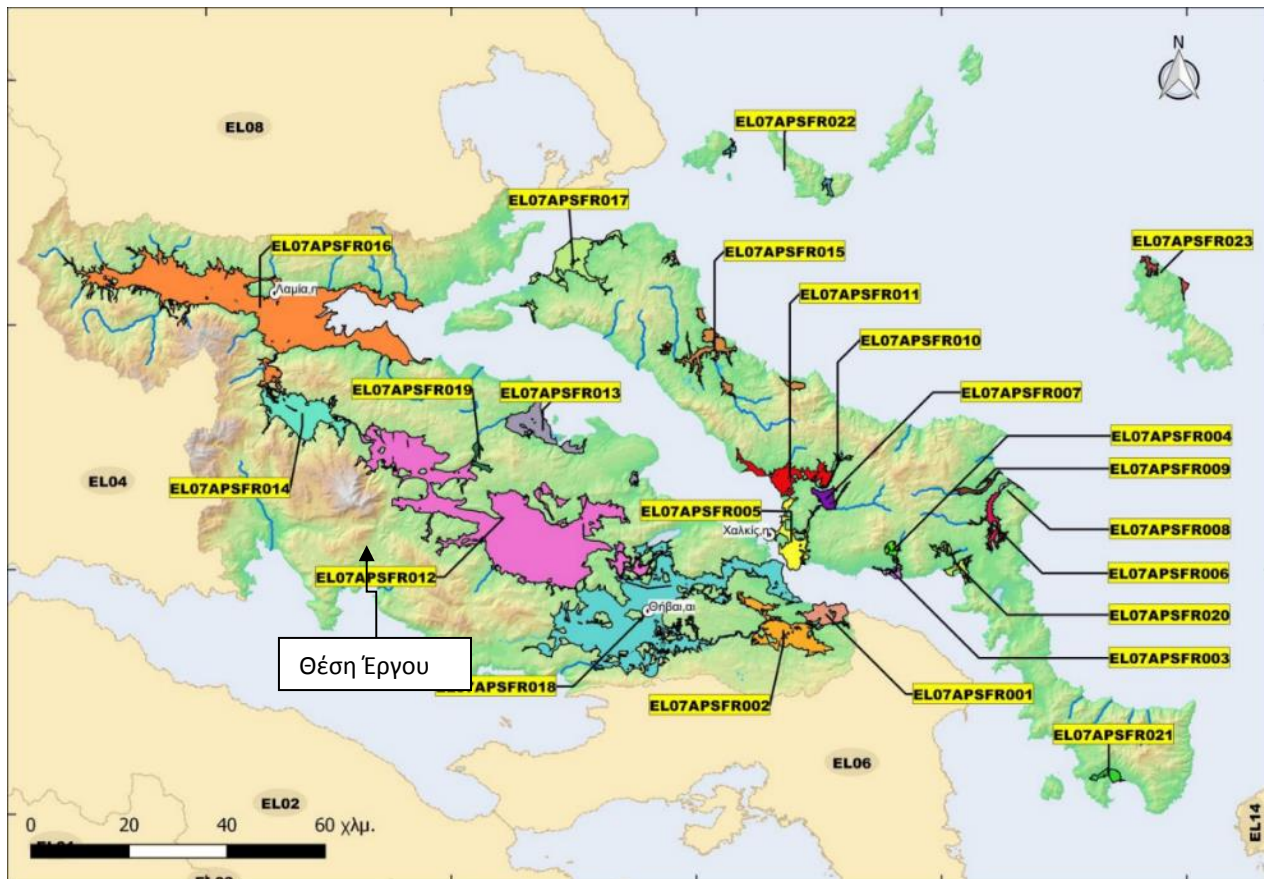 N
EL08
EL07APSFR022
EL07APSFR017
EL07APSFR016
EL07APSFR015
EL07APSFR023
Λαμία,η
EL07APSFR011
EL07APSFR010
EL07APSFR019
EL07APSFR013
EL07APSFR007
EL07APSFR004
EL07APSFR009
EL04
EL07APSFR014
EL07APSFR005
Χαλκίς,η
EL07APSFR008
EL07APSFR012
EL07APSFR006
Θήβαι,αι
EL07APSFR020
Θέση Έργου
EL07APSFR003
EL07APSFR018
EL07APSFR001
EL07APSFR002
EL07APSFR021
EL06
EL02
EL14
0 20 40 60 χλμ.